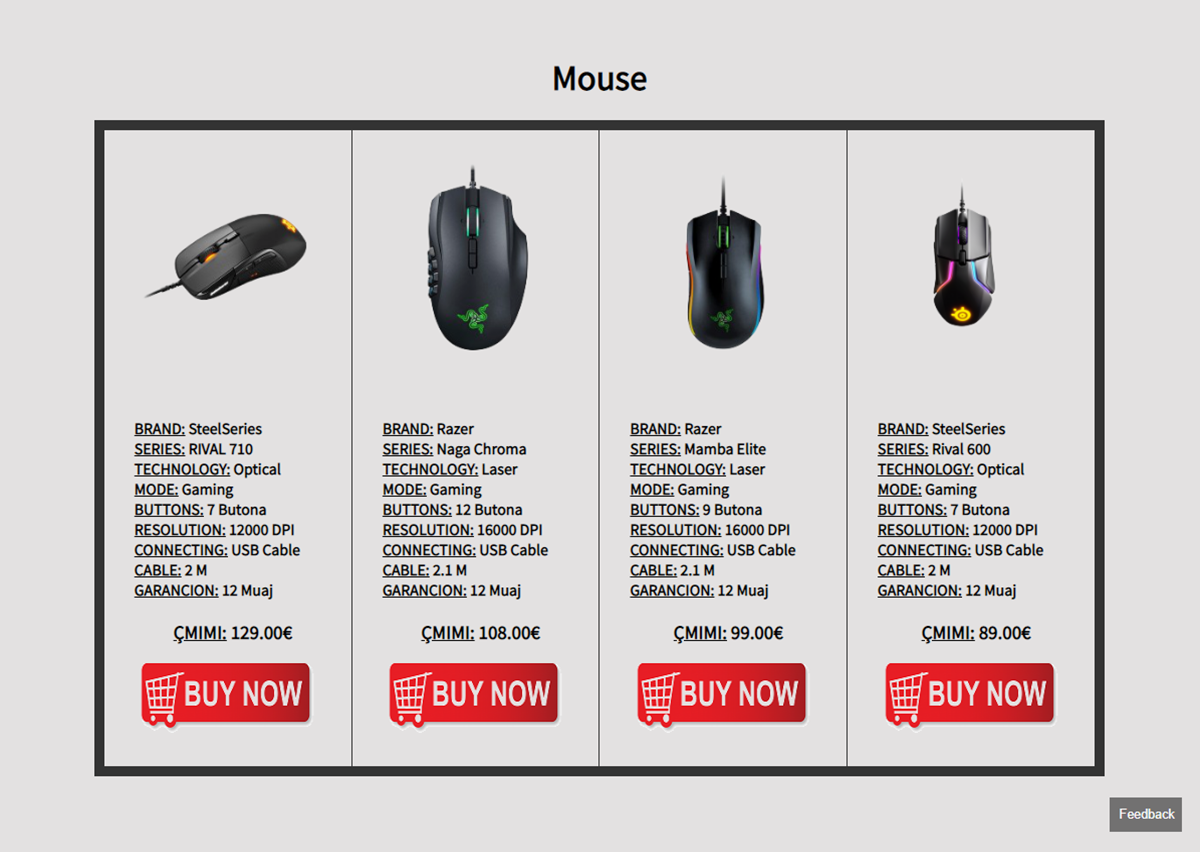 Mouse
BRAND: SteelSeries
SERIES: RIVAL 710
TECHNOLOGY: Optical
MODE: Gaming
BUTTONS: 7 Butona
RESOLUTION: 12000 DPI
CONNECTING: USB Cable
CABLE: 2 M
GARANCION: 12 Muaj
ÇMIMI: 129.00€
BUY NOW
BRAND: Razer
SERIES: Naga Chroma
TECHNOLOGY: Laser
MODE: Gaming
BUTTONS: 12 Butona
RESOLUTION: 16000 DPI
CONNECTING: USB Cable
CABLE: 2.1 M
GARANCION: 12 Muaj
ÇMIMI: 108.00€
BUY NOW
BRAND: Razer
SERIES: Mamba Elite
TECHNOLOGY: Laser
MODE: Gaming
BUTTONS: 9 Butona
RESOLUTION: 16000 DPI
CONNECTING: USB Cable
CABLE: 2.1 M
GARANCION: 12 Muaj
ÇMIMI: 99.00€
BUY NOW
BRAND: SteelSeries
SERIES: Rival 600
TECHNOLOGY: Optical
MODE: Gaming
BUTTONS: 7 Butona
RESOLUTION: 12000 DPI
CONNECTING: USB Cable
CABLE: 2 M
GARANCION: 12 Muaj
ÇMIMI: 89.00€
BUY NOW
Feedback